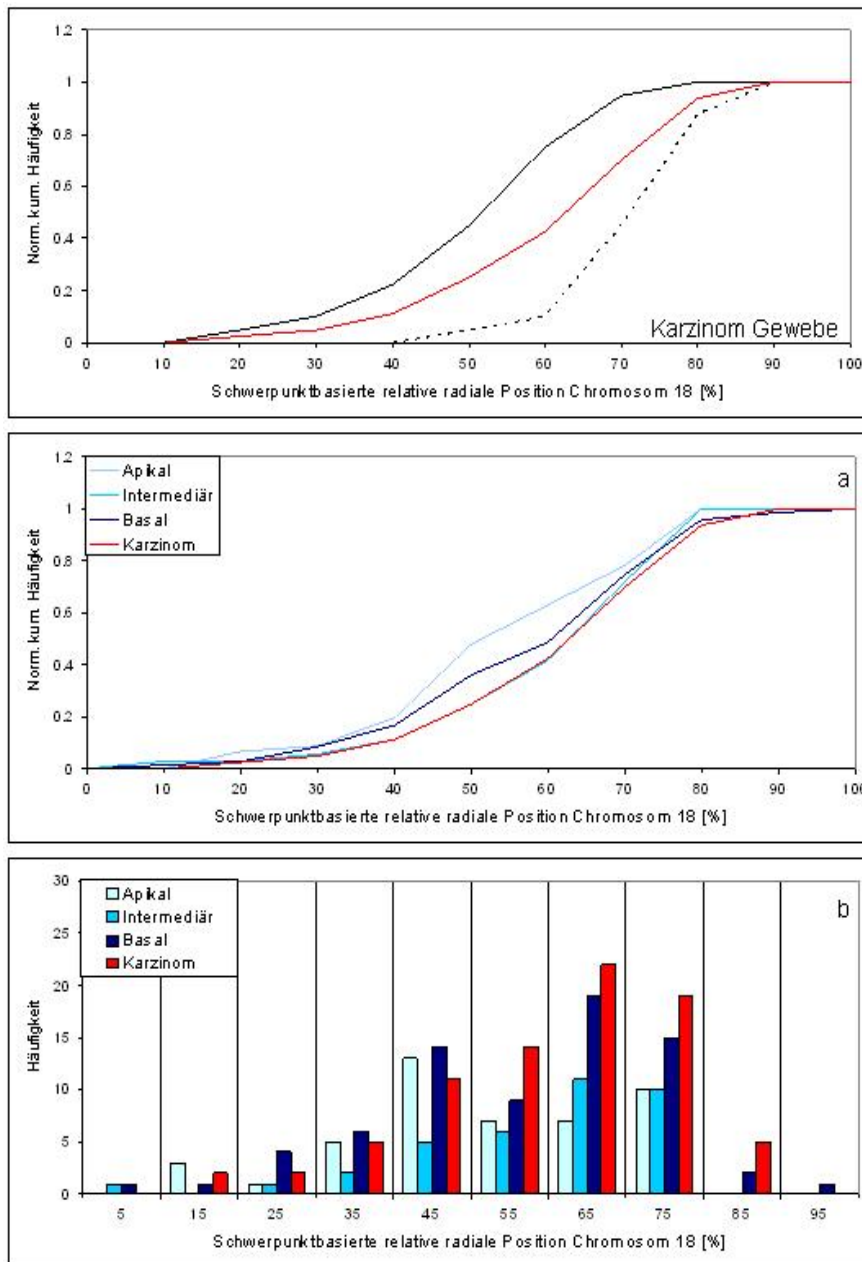 1.2
1
0.8
0.6
0.4
0.2
0
Norm. kum. Häufigkeit
Karzinom Gewebe
0 10 20 30 40 50 60 70 80 90 100
Schwerpunktbasierte relative radiale Position Chromosom 18 [%]
1.2
1
0.8
0.6
0.4
0.2
0
Norm. kum. Häufigkeit
Apikal
Intermediär
Basal
Karzinom
a
0 10 20 30 40 50 60 70 80 90 100
Schwerpunktbasierte relative radiale Position Chromosom 18 [%]
30
25
20
15
10
5
0
Häufigkeit
Apikal
Intermediär
Basal
Karzinom
b
5 15 25 35 45 55 65 75 85 95
Schwerpunktbasierte relative radiale Position Chromosom 18 [%]